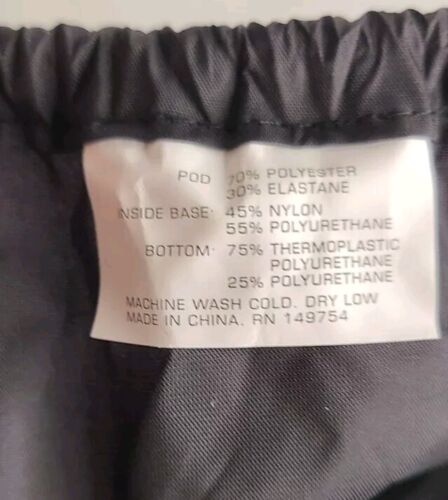 POD 70% POLYESTER
30% ELASTANE
INSIDE BASE: 45% NYLON
55% POLYURETHANE
BOTTOM: 75% THERMOPLASTIC
POLYURETHANE
25% POLYURETHANE
MACHINE WASH COLD. DRY LOW
MADE IN CHINA. RN 149754